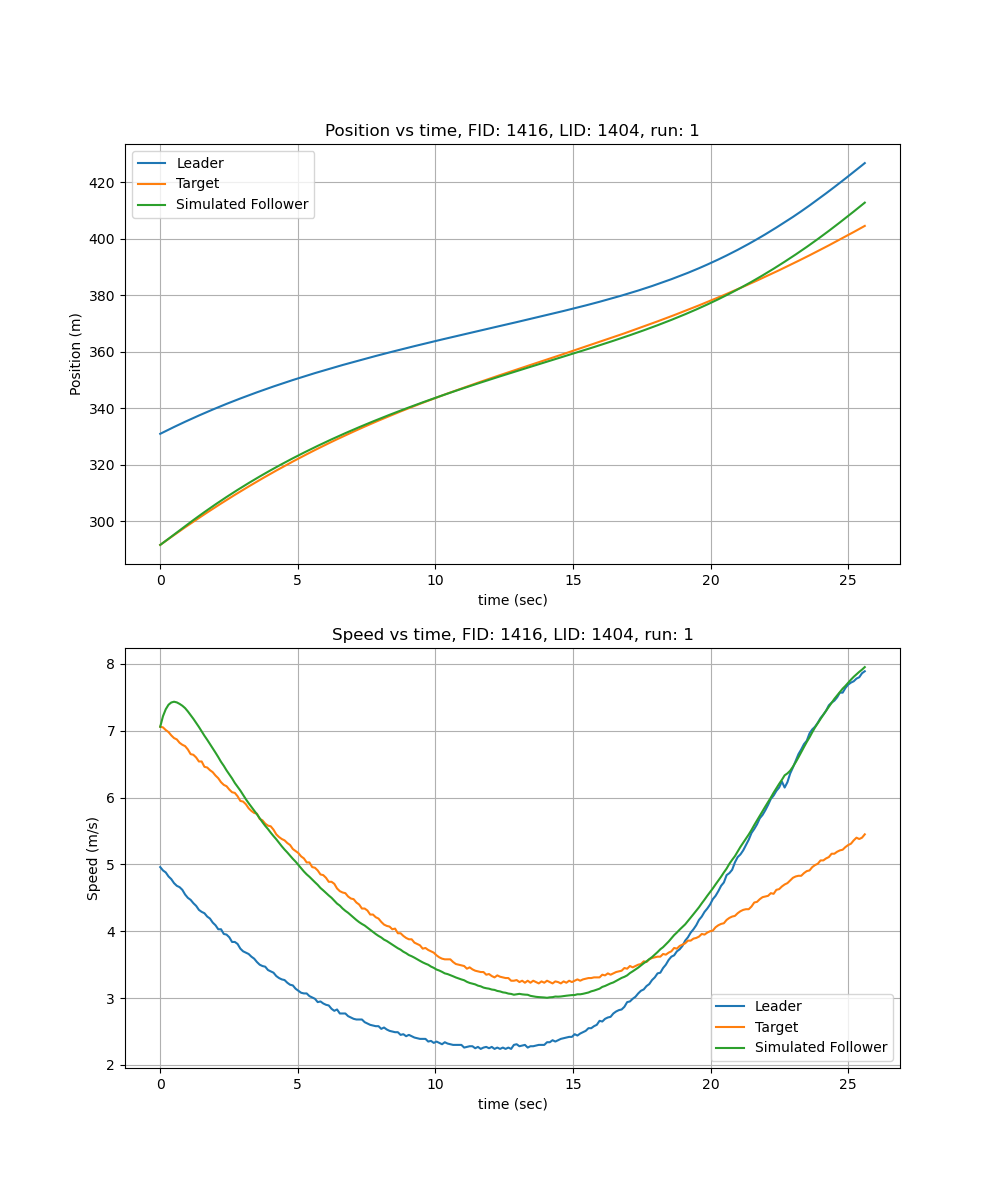 Position vs time, FID: 1416, LID: 1404, run: 1
Leader
Target
Simulated Follower
420
400
380
360
340
320
300
Position (m)
0 5 10 15 20 25
time (sec)
Speed vs time, FID: 1416, LID: 1404, run: 1
8
7
6
5
4
3
2
Speed (m/s)
Leader
Target
Simulated Follower
0 5 10 15 20 25
time (sec)